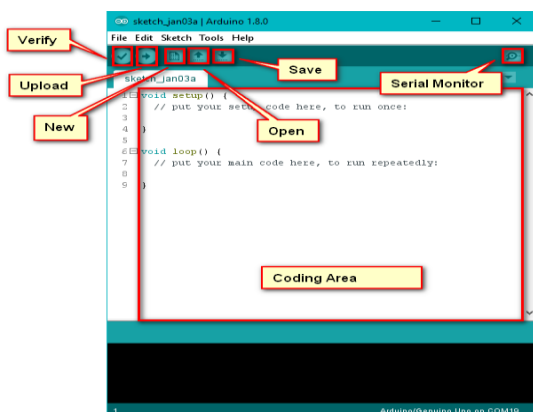 sketch_jan03a | Arduino 1.8.0
File Edit Sketch Tools Help
Verify
Upload
New
Save
Open
Serial Monitor
sketch_jan03a
1 void setup() {
2 // put your setup code here, to run once:
3
4 }
5
6 void loop() {
7 // put your main code here, to run repeatedly:
8
9 }
Coding Area
1 Arduino/Genuino Uno on COM19